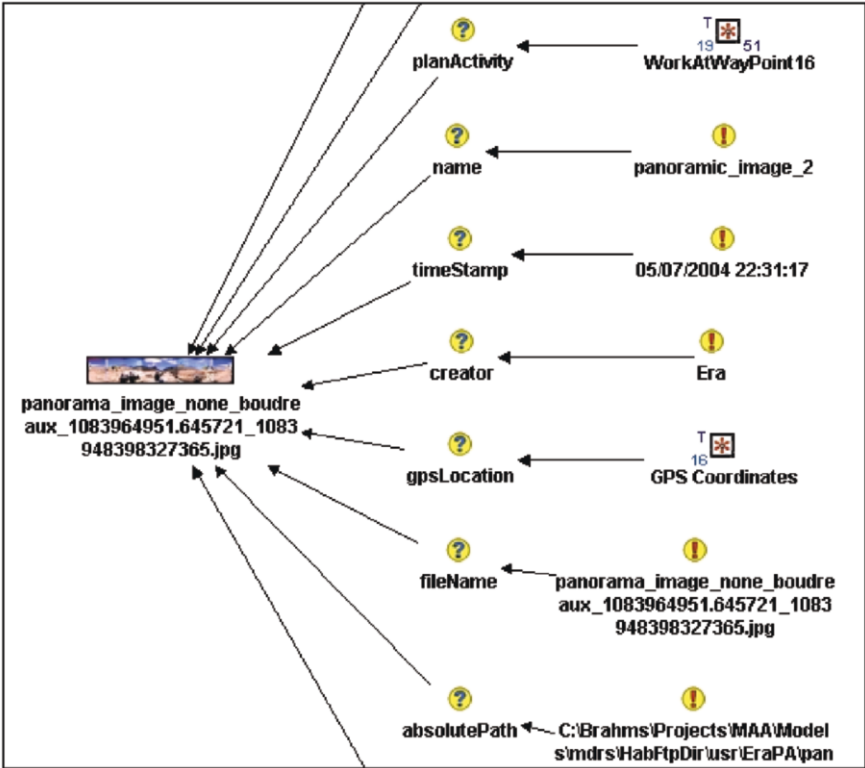 T
19 51
planActivity
WorkAtWayPoint16
name
panoramic_image_2
timeStamp
05/07/2004 22:31:17
creator
Era
panorama_image_none_boudre
aux_1083964951.645721_1083
948398327365.jpg
T
16
gpsLocation
GPS Coordinates
fileName
panorama_image_none_boudre
aux_1083964951.645721_1083
948398327365.jpg
absolutePath
C:\Brahms\Projects\MAA\Model
s\mdrs\HabFtpDir\usr\EraPA\pan